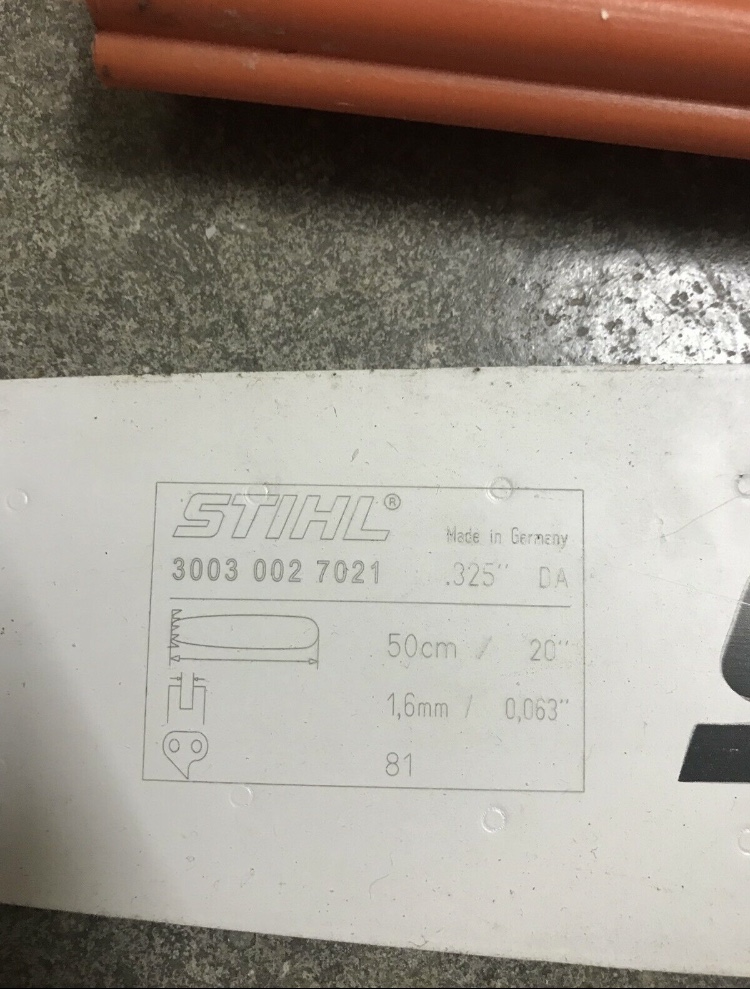 STIHL®
Made in Germany
3003 002 7021
.325" DA
50cm / 20"
1,6mm / 0,063"
81